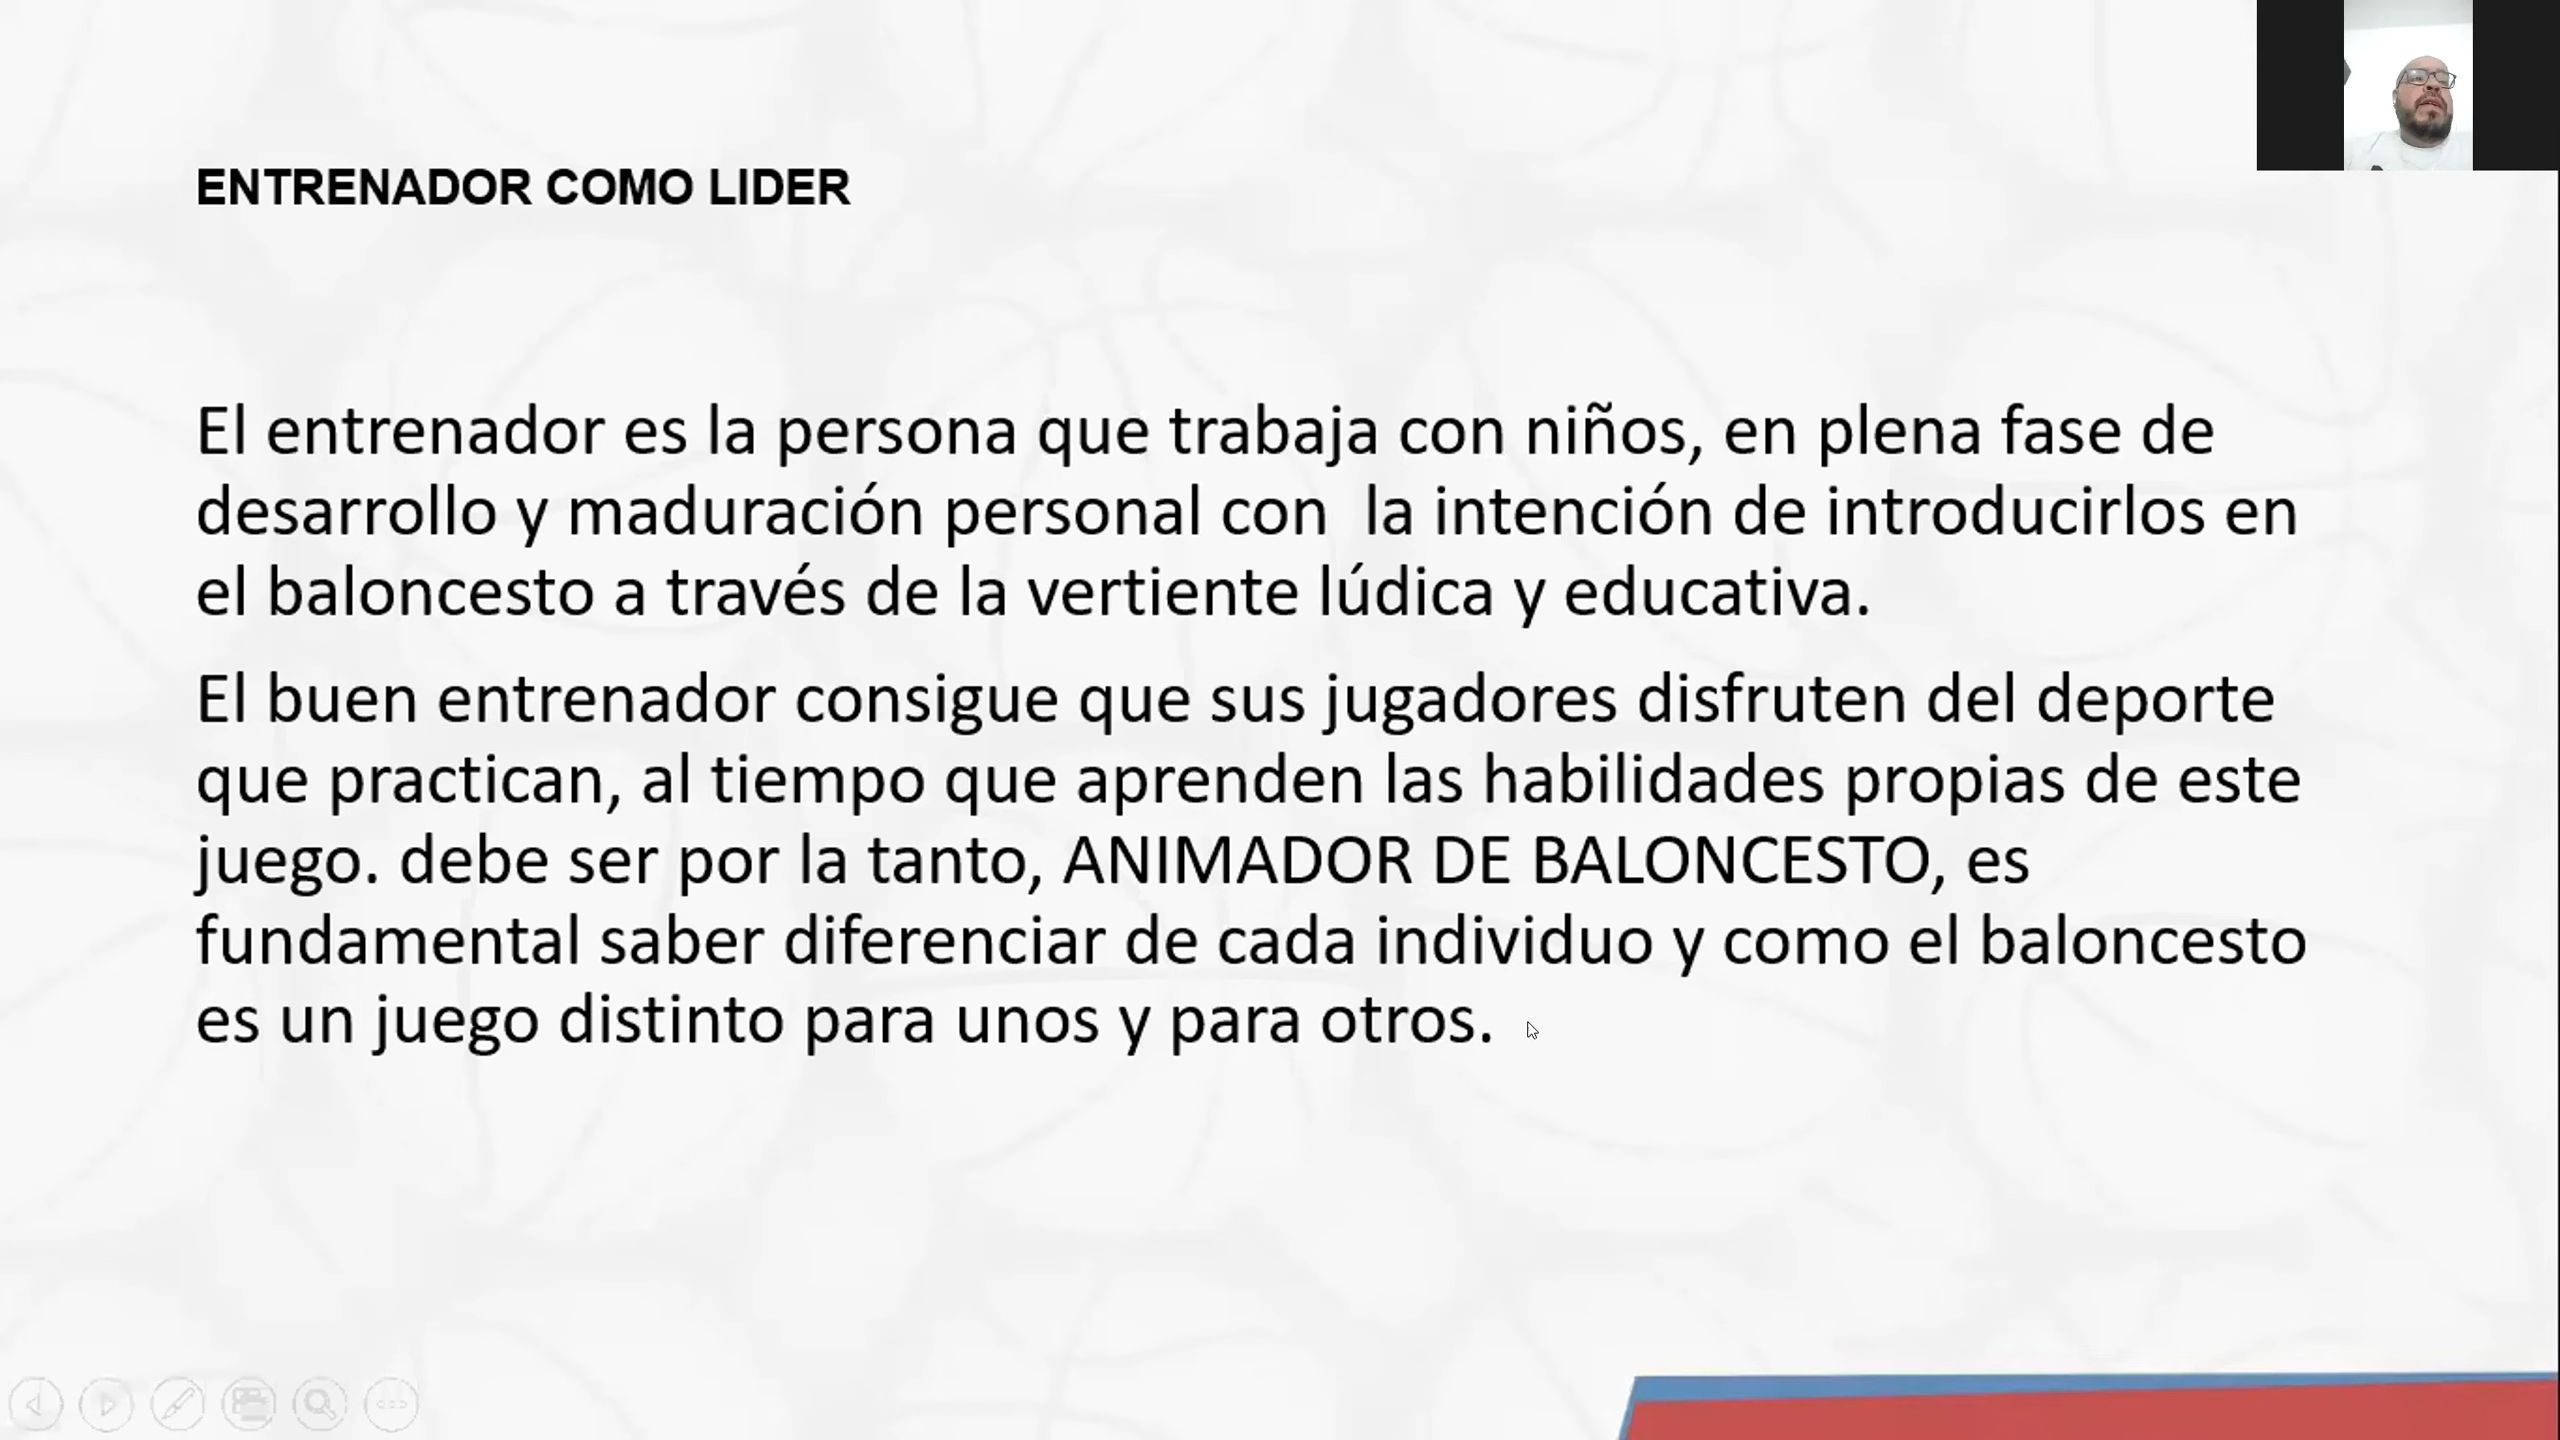 ENTRENADOR COMO LIDER
El entrenador es la persona que trabaja con niños, en plena fase de
desarrollo y maduración personal con  la intención de introducirlos en
el baloncesto a través de la vertiente lúdica y educativa.
El buen entrenador consigue que sus jugadores disfruten del deporte
que practican, al tiempo que aprenden las habilidades propias de este
juego. debe ser por la tanto, ANIMADOR DE BALONCESTO, es
fundamental saber diferenciar de cada individuo y como el baloncesto
es un juego distinto para unos y para otros.